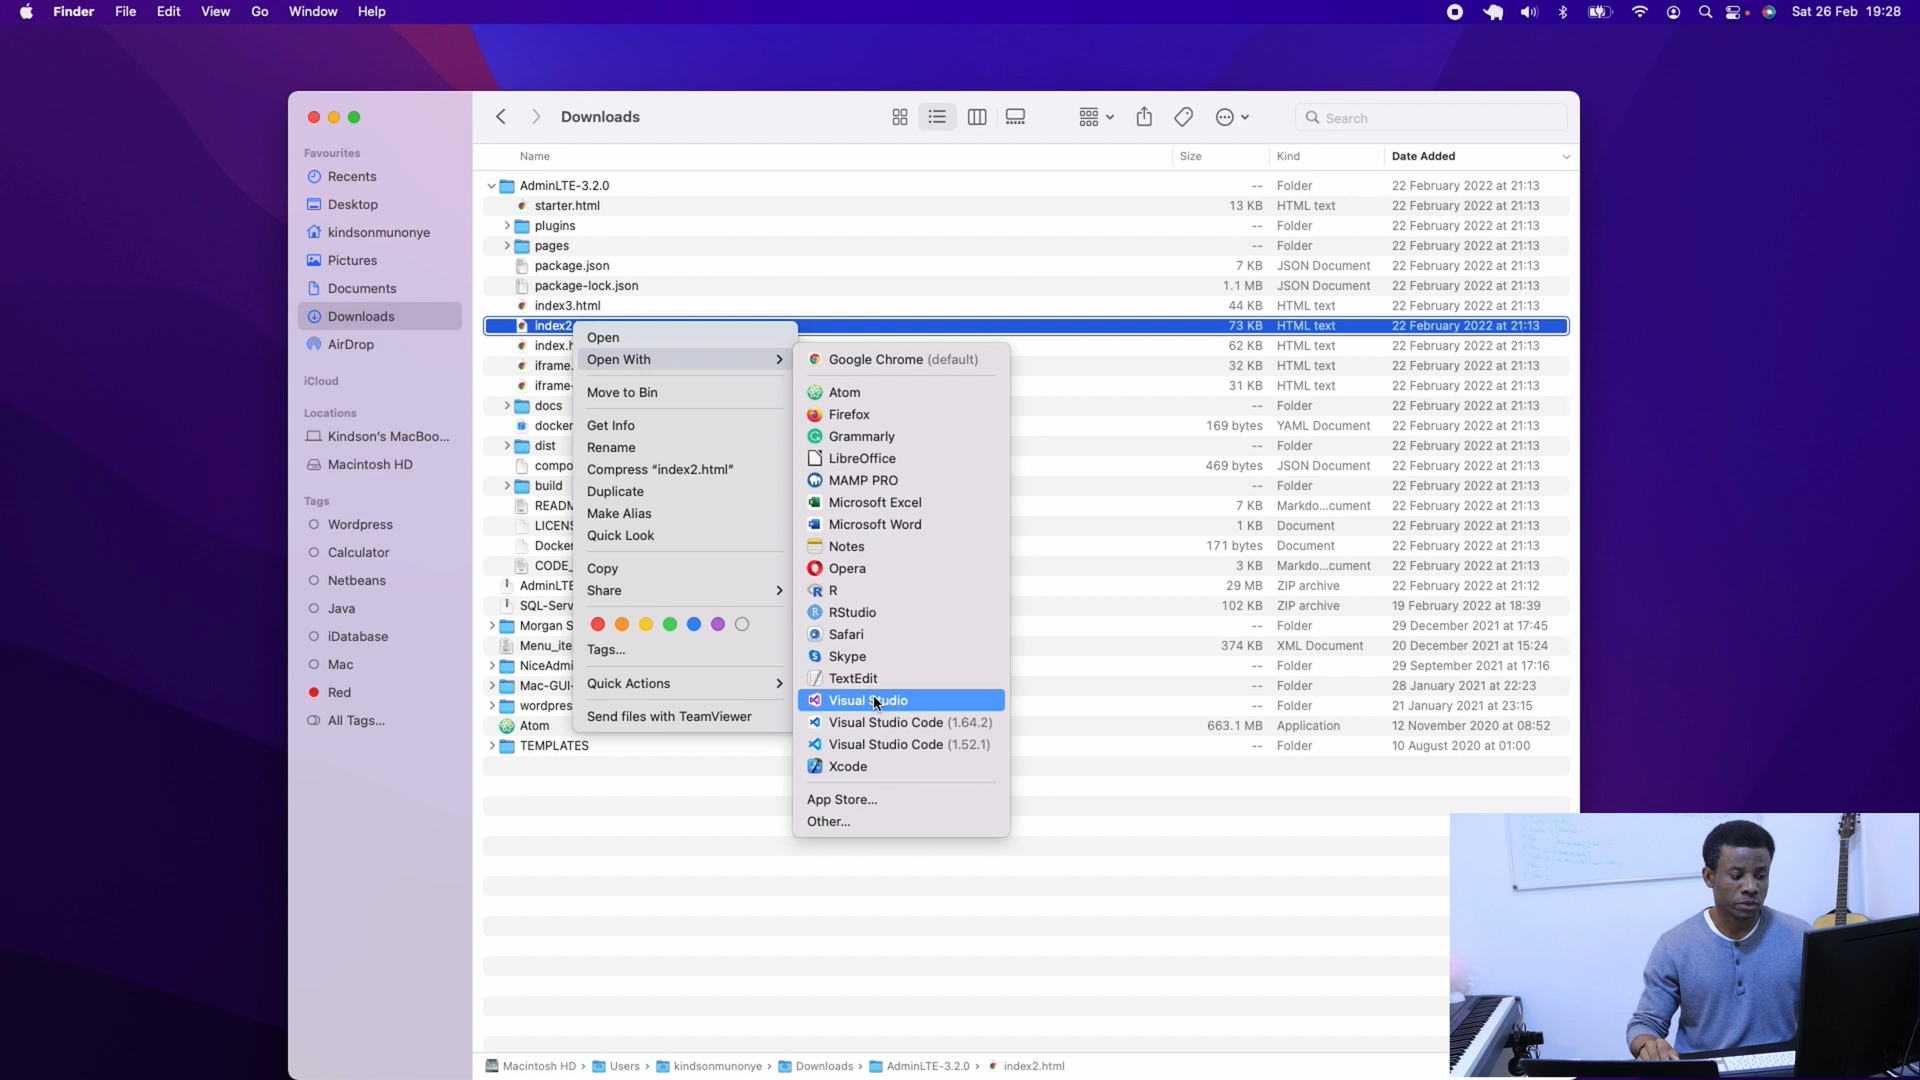 Finder File Edit View Go Window Help Sat 26 Feb 19:28
Downloads Search
Name Size Kind Date Added
Favourites
Recents
Desktop
kindsonmunonye
Pictures
Documents
Downloads
AirDrop
iCloud
Locations
Kindson's MacBoo...
Macintosh HD
Tags
Wordpress
Calculator
Netbeans
Java
iDatabase
Mac
Red
All Tags...
AdminLTE-3.2.0 -- Folder 22 February 2022 at 21:13
starter.html 13 KB HTML text 22 February 2022 at 21:13
plugins -- Folder 22 February 2022 at 21:13
pages -- Folder 22 February 2022 at 21:13
package.json 7 KB JSON Document 22 February 2022 at 21:13
package-lock.json 1.1 MB JSON Document 22 February 2022 at 21:13
index3.html 44 KB HTML text 22 February 2022 at 21:13
index2 73 KB HTML text 22 February 2022 at 21:13
index.h 62 KB HTML text 22 February 2022 at 21:13
iframe. 32 KB HTML text 22 February 2022 at 21:13
iframe- 31 KB HTML text 22 February 2022 at 21:13
docs -- Folder 22 February 2022 at 21:13
docker 169 bytes YAML Document 22 February 2022 at 21:13
dist -- Folder 22 February 2022 at 21:13
compo 469 bytes JSON Document 22 February 2022 at 21:13
build -- Folder 22 February 2022 at 21:13
READM 7 KB Markdo...cument 22 February 2022 at 21:13
LICENS 1 KB Document 22 February 2022 at 21:13
Docker 171 bytes Document 22 February 2022 at 21:13
CODE_ 3 KB Markdo...cument 22 February 2022 at 21:13
AdminLTE 29 MB ZIP archive 22 February 2022 at 21:12
SQL-Serv 102 KB ZIP archive 19 February 2022 at 18:39
Morgan S -- Folder 29 December 2021 at 17:45
Menu_ite 374 KB XML Document 20 December 2021 at 15:24
NiceAdmi -- Folder 29 September 2021 at 17:16
Mac-GUI- -- Folder 28 January 2021 at 22:23
wordpres -- Folder 21 January 2021 at 23:15
Atom 663.1 MB Application 12 November 2020 at 08:52
TEMPLATES -- Folder 10 August 2020 at 01:00
Open
Open With
Move to Bin
Get Info
Rename
Compress "index2.html"
Duplicate
Make Alias
Quick Look
Copy
Share
Tags...
Quick Actions
Send files with TeamViewer
Google Chrome (default)
Atom
Firefox
Grammarly
LibreOffice
MAMP PRO
Microsoft Excel
Microsoft Word
Notes
Opera
R
RStudio
Safari
Skype
TextEdit
Visual Studio
Visual Studio Code (1.64.2)
Visual Studio Code (1.52.1)
Xcode
App Store...
Other...
Macintosh HD › Users › kindsonmunonye › Downloads › AdminLTE-3.2.0 › index2.html